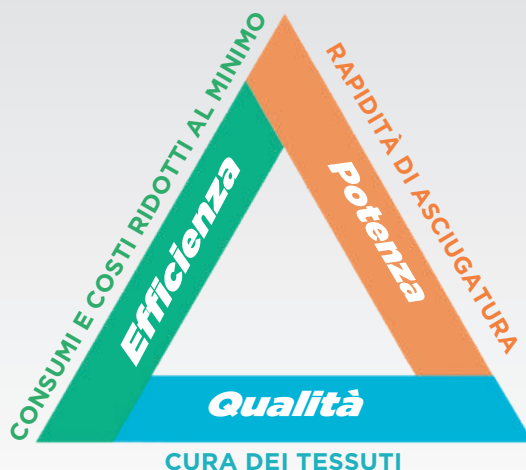 CONSUMI E COSTI RIDOTTI AL MINIMO
Efficienza
Potenza
RAPIDITÀ DI ASCIUGATURA
Qualità
CURA DEI TESSUTI